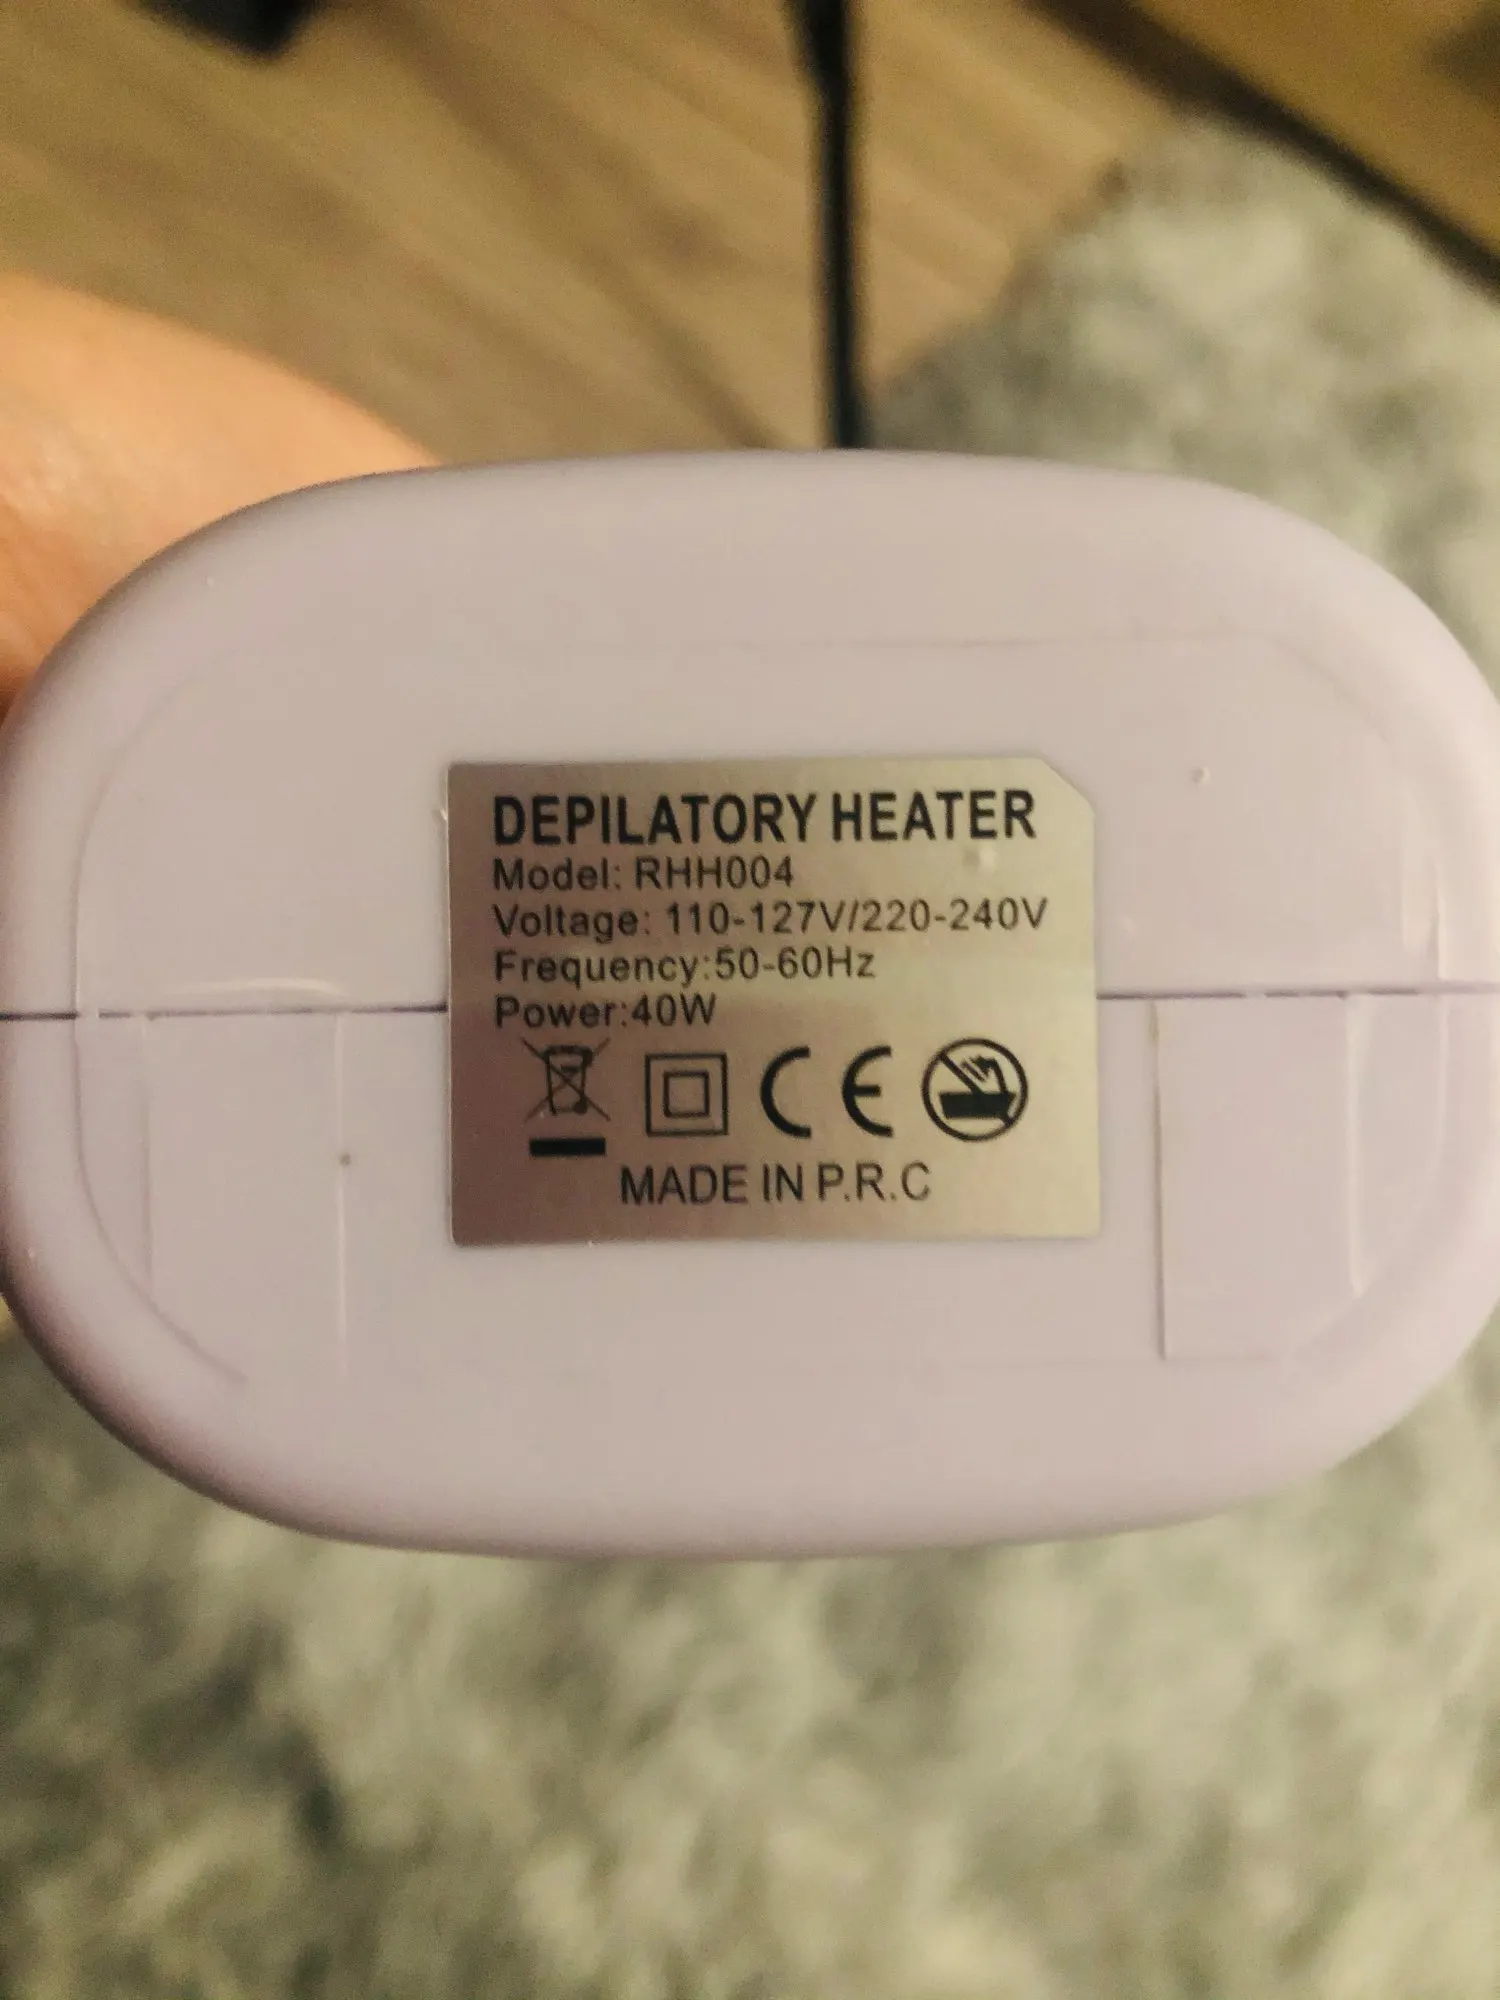 DEPILATORY HEATER
Model: RHH004
Voltage: 110-127V/220-240V
Frequency:50-60Hz
Power:40W
CE
MADE IN P.R.C